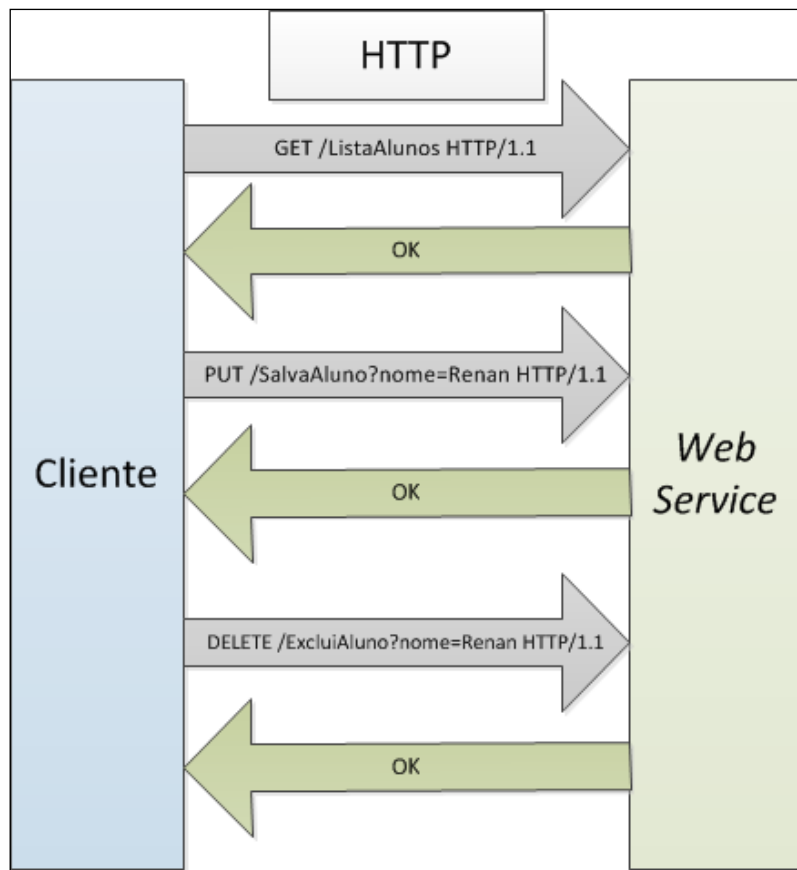 HTTP
GET /ListaAlunos HTTP/1.1
OK
PUT /SalvaAluno?nome=Renan HTTP/1.1
Cliente
Web
Service
OK
DELETE /ExcluiAluno?nome=Renan HTTP/1.1
OK